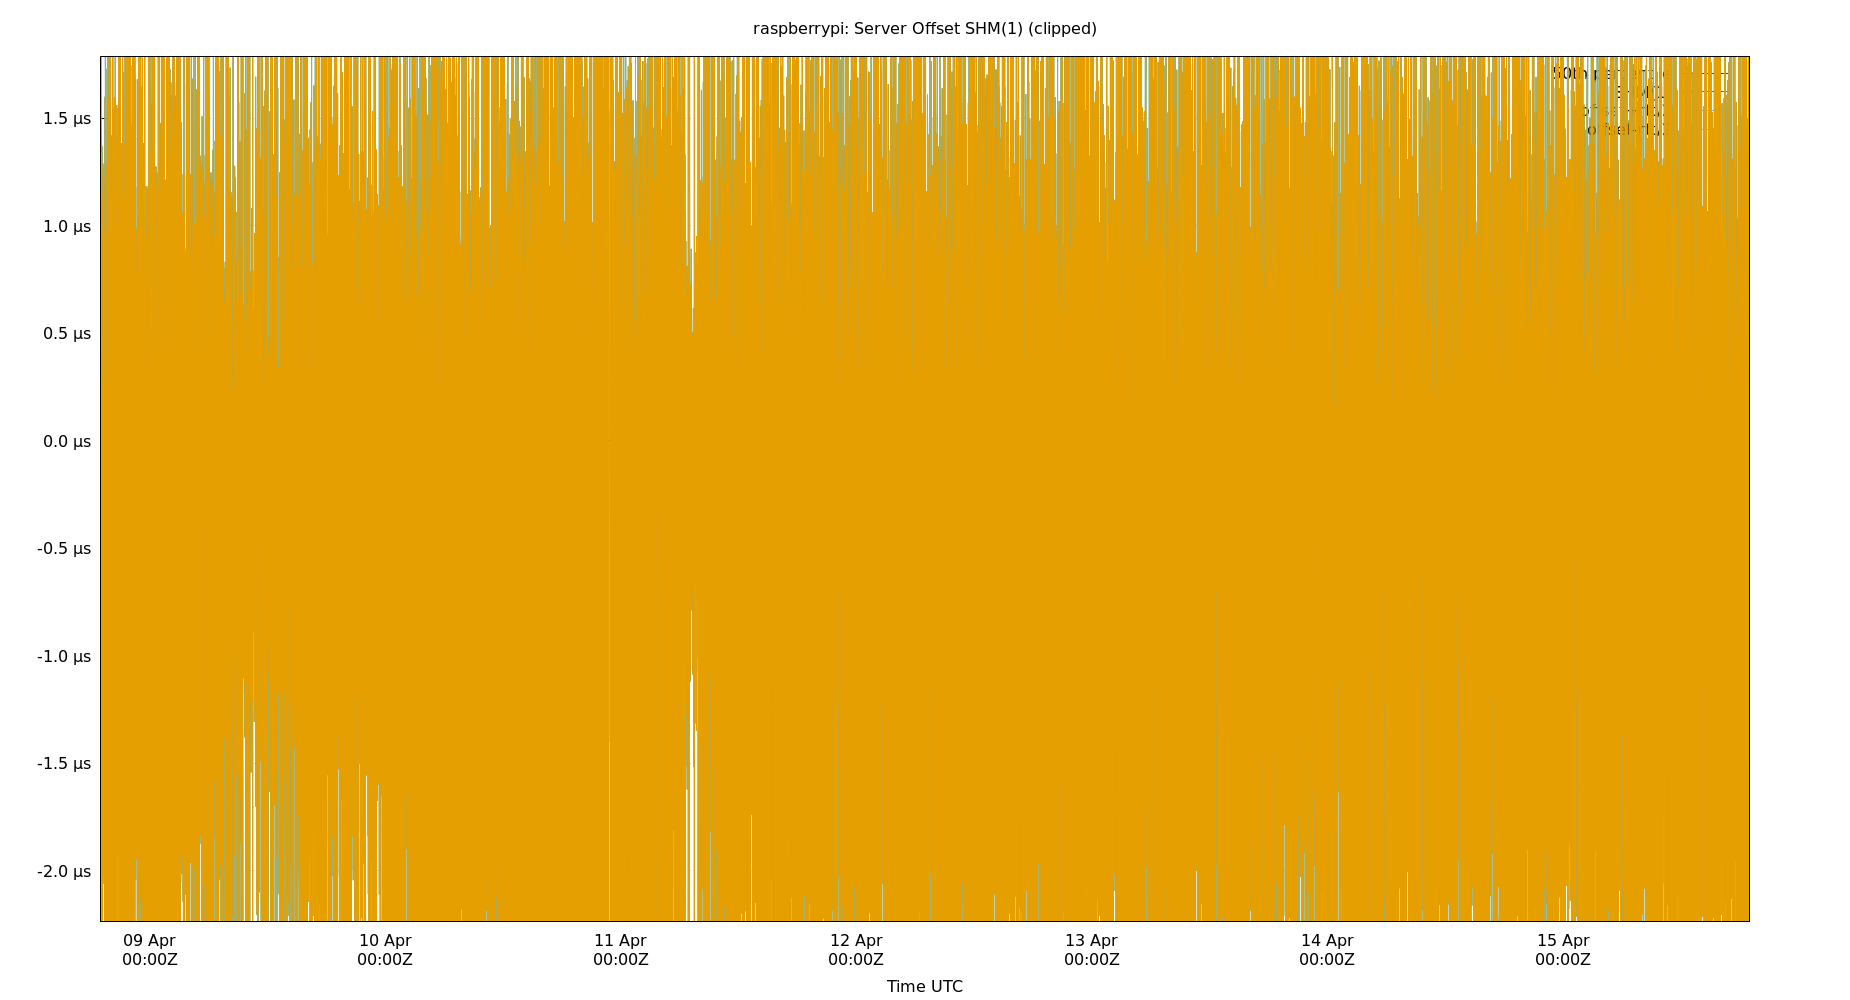 raspberrypi: Server Offset SHM(1) (clipped)
1.5 µs
1.0 µs
0.5 µs
0.0 µs
-0.5 µs
-1.0 µs
-1.5 µs
-2.0 µs
09 Apr 10 Apr 11 Apr 12 Apr 13 Apr 14 Apr 15 Apr
00:00Z 00:00Z 00:00Z 00:00Z 00:00Z 00:00Z 00:00Z
Time UTC